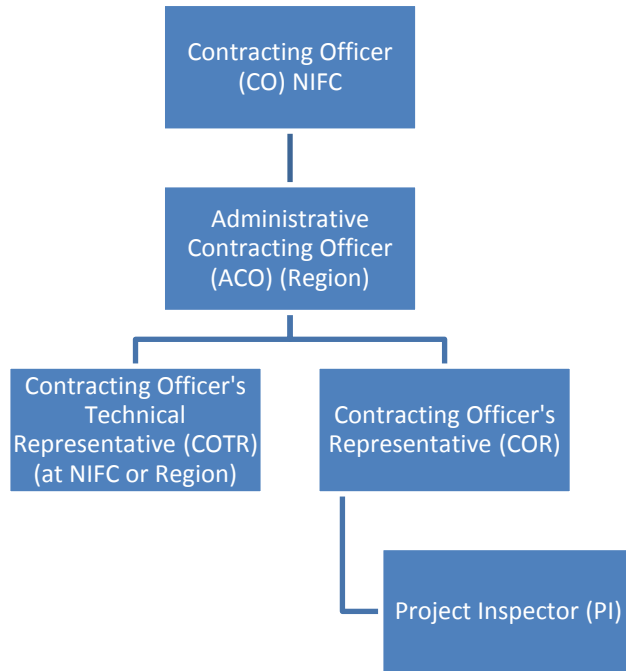 Contracting Officer
(CO) NIFC
Administrative
Contracting Officer
(ACO) (Region)
Contracting Officer's
Technical
Representative (COTR)
(at NIFC or Region)
Contracting Officer's
Representative (COR)
Project Inspector (PI)